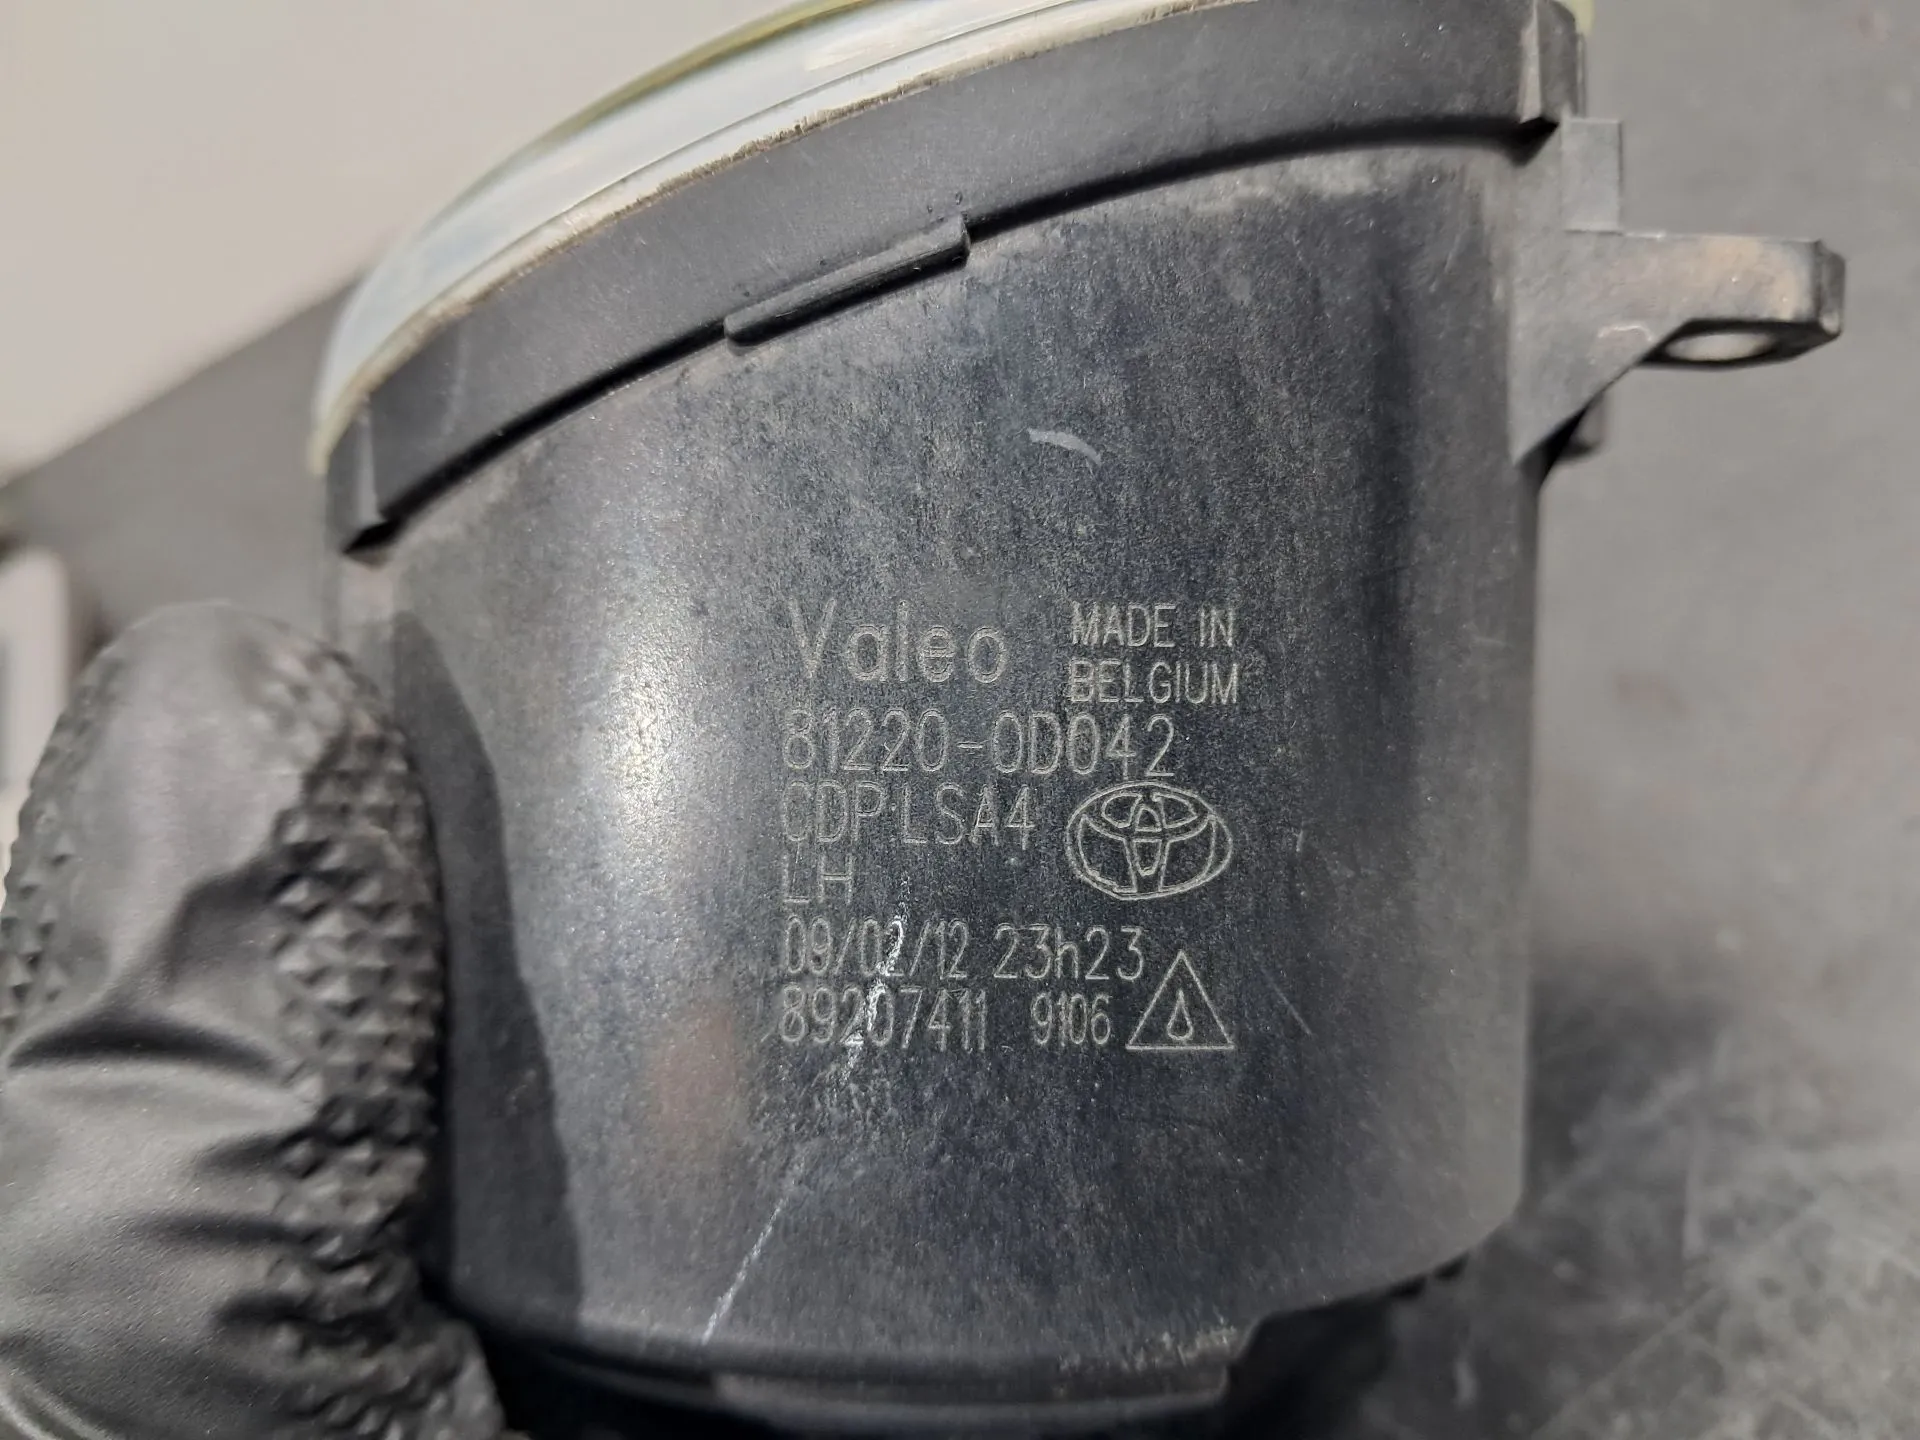 Valeo MADE IN
BELGIUM
81220-0D042
CDP:LSA4
LH
09/02/12 23h23
89207411 9106